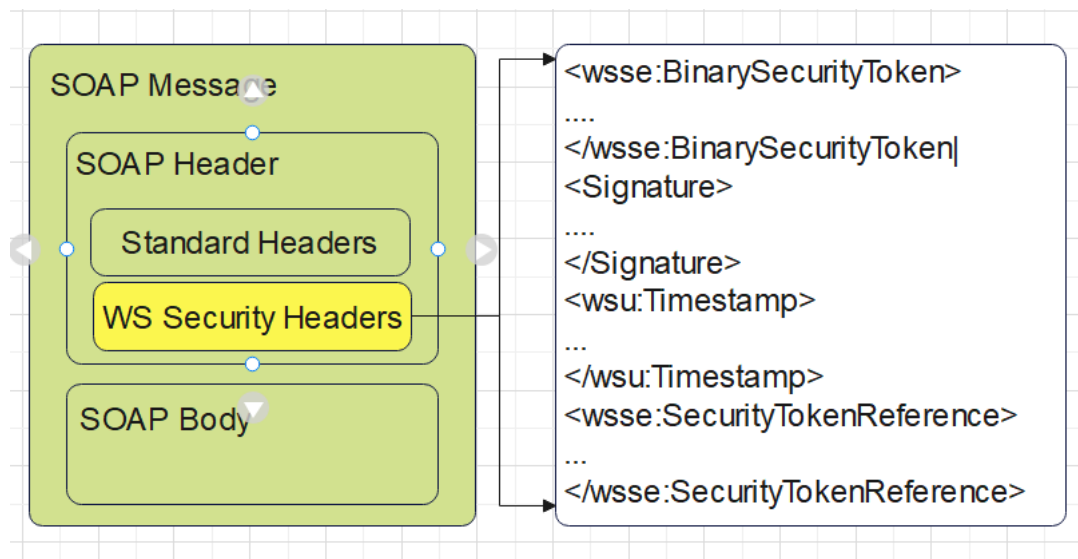 SOAP Message
SOAP Header
Standard Headers
WS Security Headers
SOAP Body
<wsse:BinarySecurityToken>
....
</wsse:BinarySecurityToken|
<Signature>
....
</Signature>
<wsu:Timestamp>
...
</wsu:Timestamp>
<wsse:SecurityTokenReference>
...
</wsse:SecurityTokenReference>